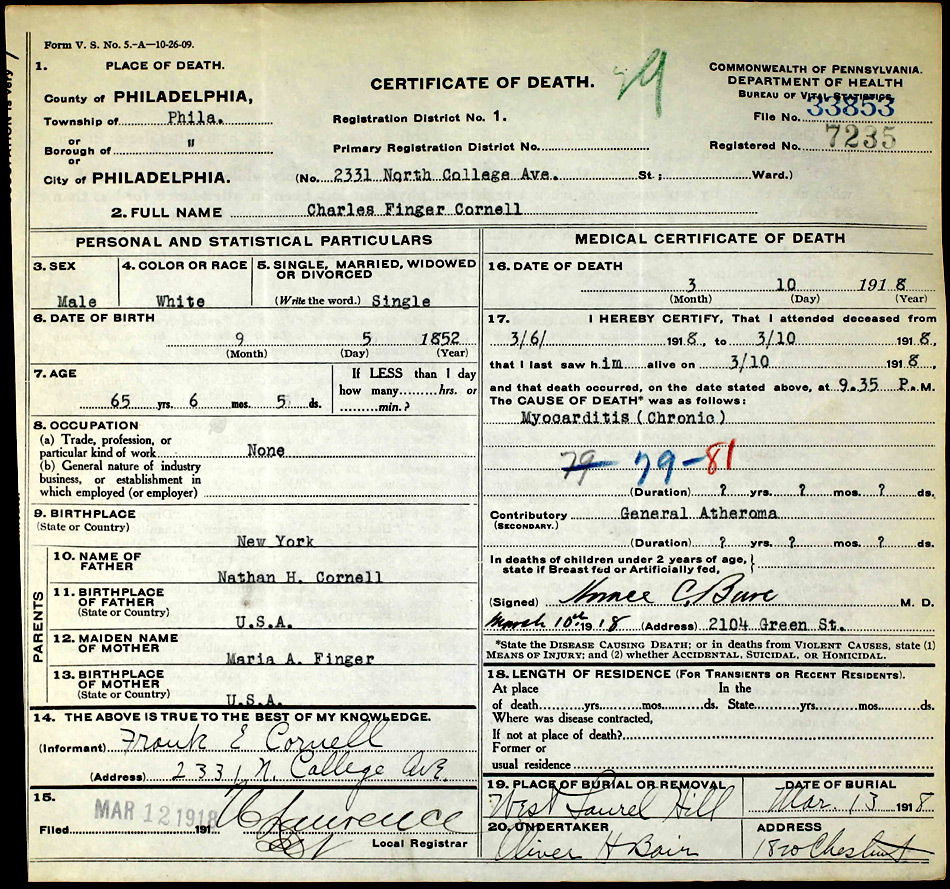 Form V. S. No. 5.-A—10-26-09.
1. PLACE OF DEATH.
County of PHILADELPHIA,
Township of Phila.
or
Borough of "
or
City of PHILADELPHIA.
CERTIFICATE OF DEATH.
Registration District No. 1.
Primary Registration District No.
(No. 2331 North College Ave. St; Ward.)
COMMONWEALTH OF PENNSYLVANIA.
DEPARTMENT OF HEALTH
BUREAU OF VITAL STATISTICS
File No. 33853
Registered No. 7235
2. FULL NAME Charles Finger Cornell
PERSONAL AND STATISTICAL PARTICULARS
3. SEX
Male
4. COLOR OR RACE
White
5. SINGLE, MARRIED, WIDOWED
OR DIVORCED
(Write the word.) Single
6. DATE OF BIRTH
9 5 1852
(Month) (Day) (Year)
7. AGE
65 yrs. 6 mos. 5 ds.
If LESS than 1 day
how many hrs. or
min.?
8. OCCUPATION
(a) Trade, profession, or
particular kind of work None
(b) General nature of industry
business, or establishment in
which employed (or employer)
9. BIRTHPLACE
(State or Country)
New York
PARENTS
10. NAME OF
FATHER
Nathan H. Cornell
11. BIRTHPLACE
OF FATHER
(State or Country)
U.S.A.
12. MAIDEN NAME
OF MOTHER
Maria A. Finger
13. BIRTHPLACE
OF MOTHER
(State or Country)
U.S.A.
14. THE ABOVE IS TRUE TO THE BEST OF MY KNOWLEDGE.
(Informant) Frank E Cornell
(Address) 2331 N. College Ave.
15.
Filed MAR 12 1918 191
Local Registrar
MEDICAL CERTIFICATE OF DEATH
16. DATE OF DEATH
3 10 1918
(Month) (Day) (Year)
17. I HEREBY CERTIFY, That I attended deceased from
3/6/ 1918, to 3/10 1918,
that I last saw him alive on 3/10 1918,
and that death occurred, on the date stated above, at 9.35 P.M.
The CAUSE OF DEATH* was as follows:
Myocarditis (Chronic)
79 - 79 - 81
(Duration) ? yrs. ? mos. ? ds.
Contributory General Atheroma
(SECONDARY.)
(Duration) ? yrs. ? mos. ? ds.
In deaths of children under 2 years of age,
state if Breast fed or Artificially fed,
(Signed) M. D.
March 10th 1918 (Address) 2104 Green St.
*State the DISEASE CAUSING DEATH; or in deaths from VIOLENT CAUSES, state (1)
MEANS OF INJURY; and (2) whether ACCIDENTAL, SUICIDAL, OR HOMICIDAL.
18. LENGTH OF RESIDENCE (FOR TRANSIENTS OR RECENT RESIDENTS).
At place In the
of death yrs. mos. ds. State yrs. mos. ds.
Where was disease contracted,
If not at place of death?
Former or
usual residence
19. PLACE OF BURIAL OR REMOVAL
West Laurel Hill
DATE OF BURIAL
Mar. 13 1918
20. UNDERTAKER
Oliver H Bair
ADDRESS
1820 Chestnut